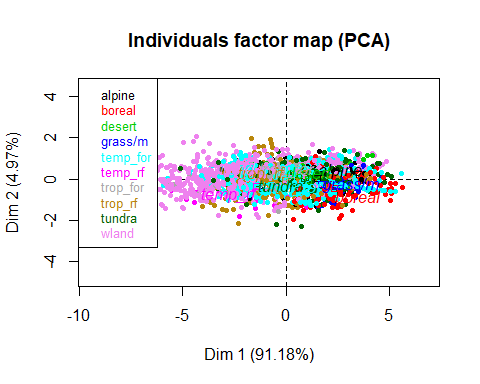 Individuals factor map (PCA)
alpine
boreal
desert
grass/m
temp_for
temp_rf
trop_for
trop_rf
tundra
wland
4
2
0
-2
-4
Dim 2 (4.97%)
tundra
-10
-5
0
5
Dim 1 (91.18%)